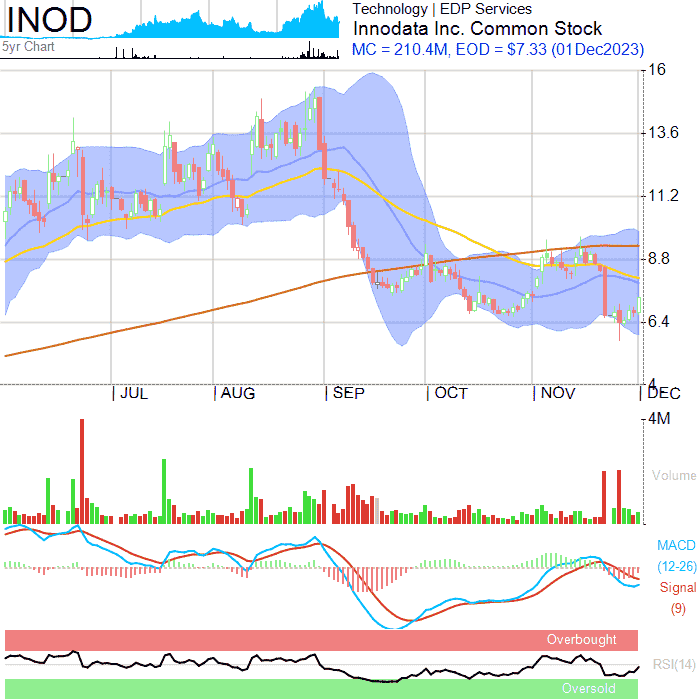 INOD
5yr Chart
Technology | EDP Services
Innodata Inc. Common Stock
MC = 210.4M, EOD = $7.33 (01Dec2023)
16
13.6
11.2
8.8
6.4
4
JUL
AUG
SEP
OCT
NOV
DEC
4M
Volume
MACD
(12-26)
Signal
(9)
Overbought
RSI(14)
Oversold